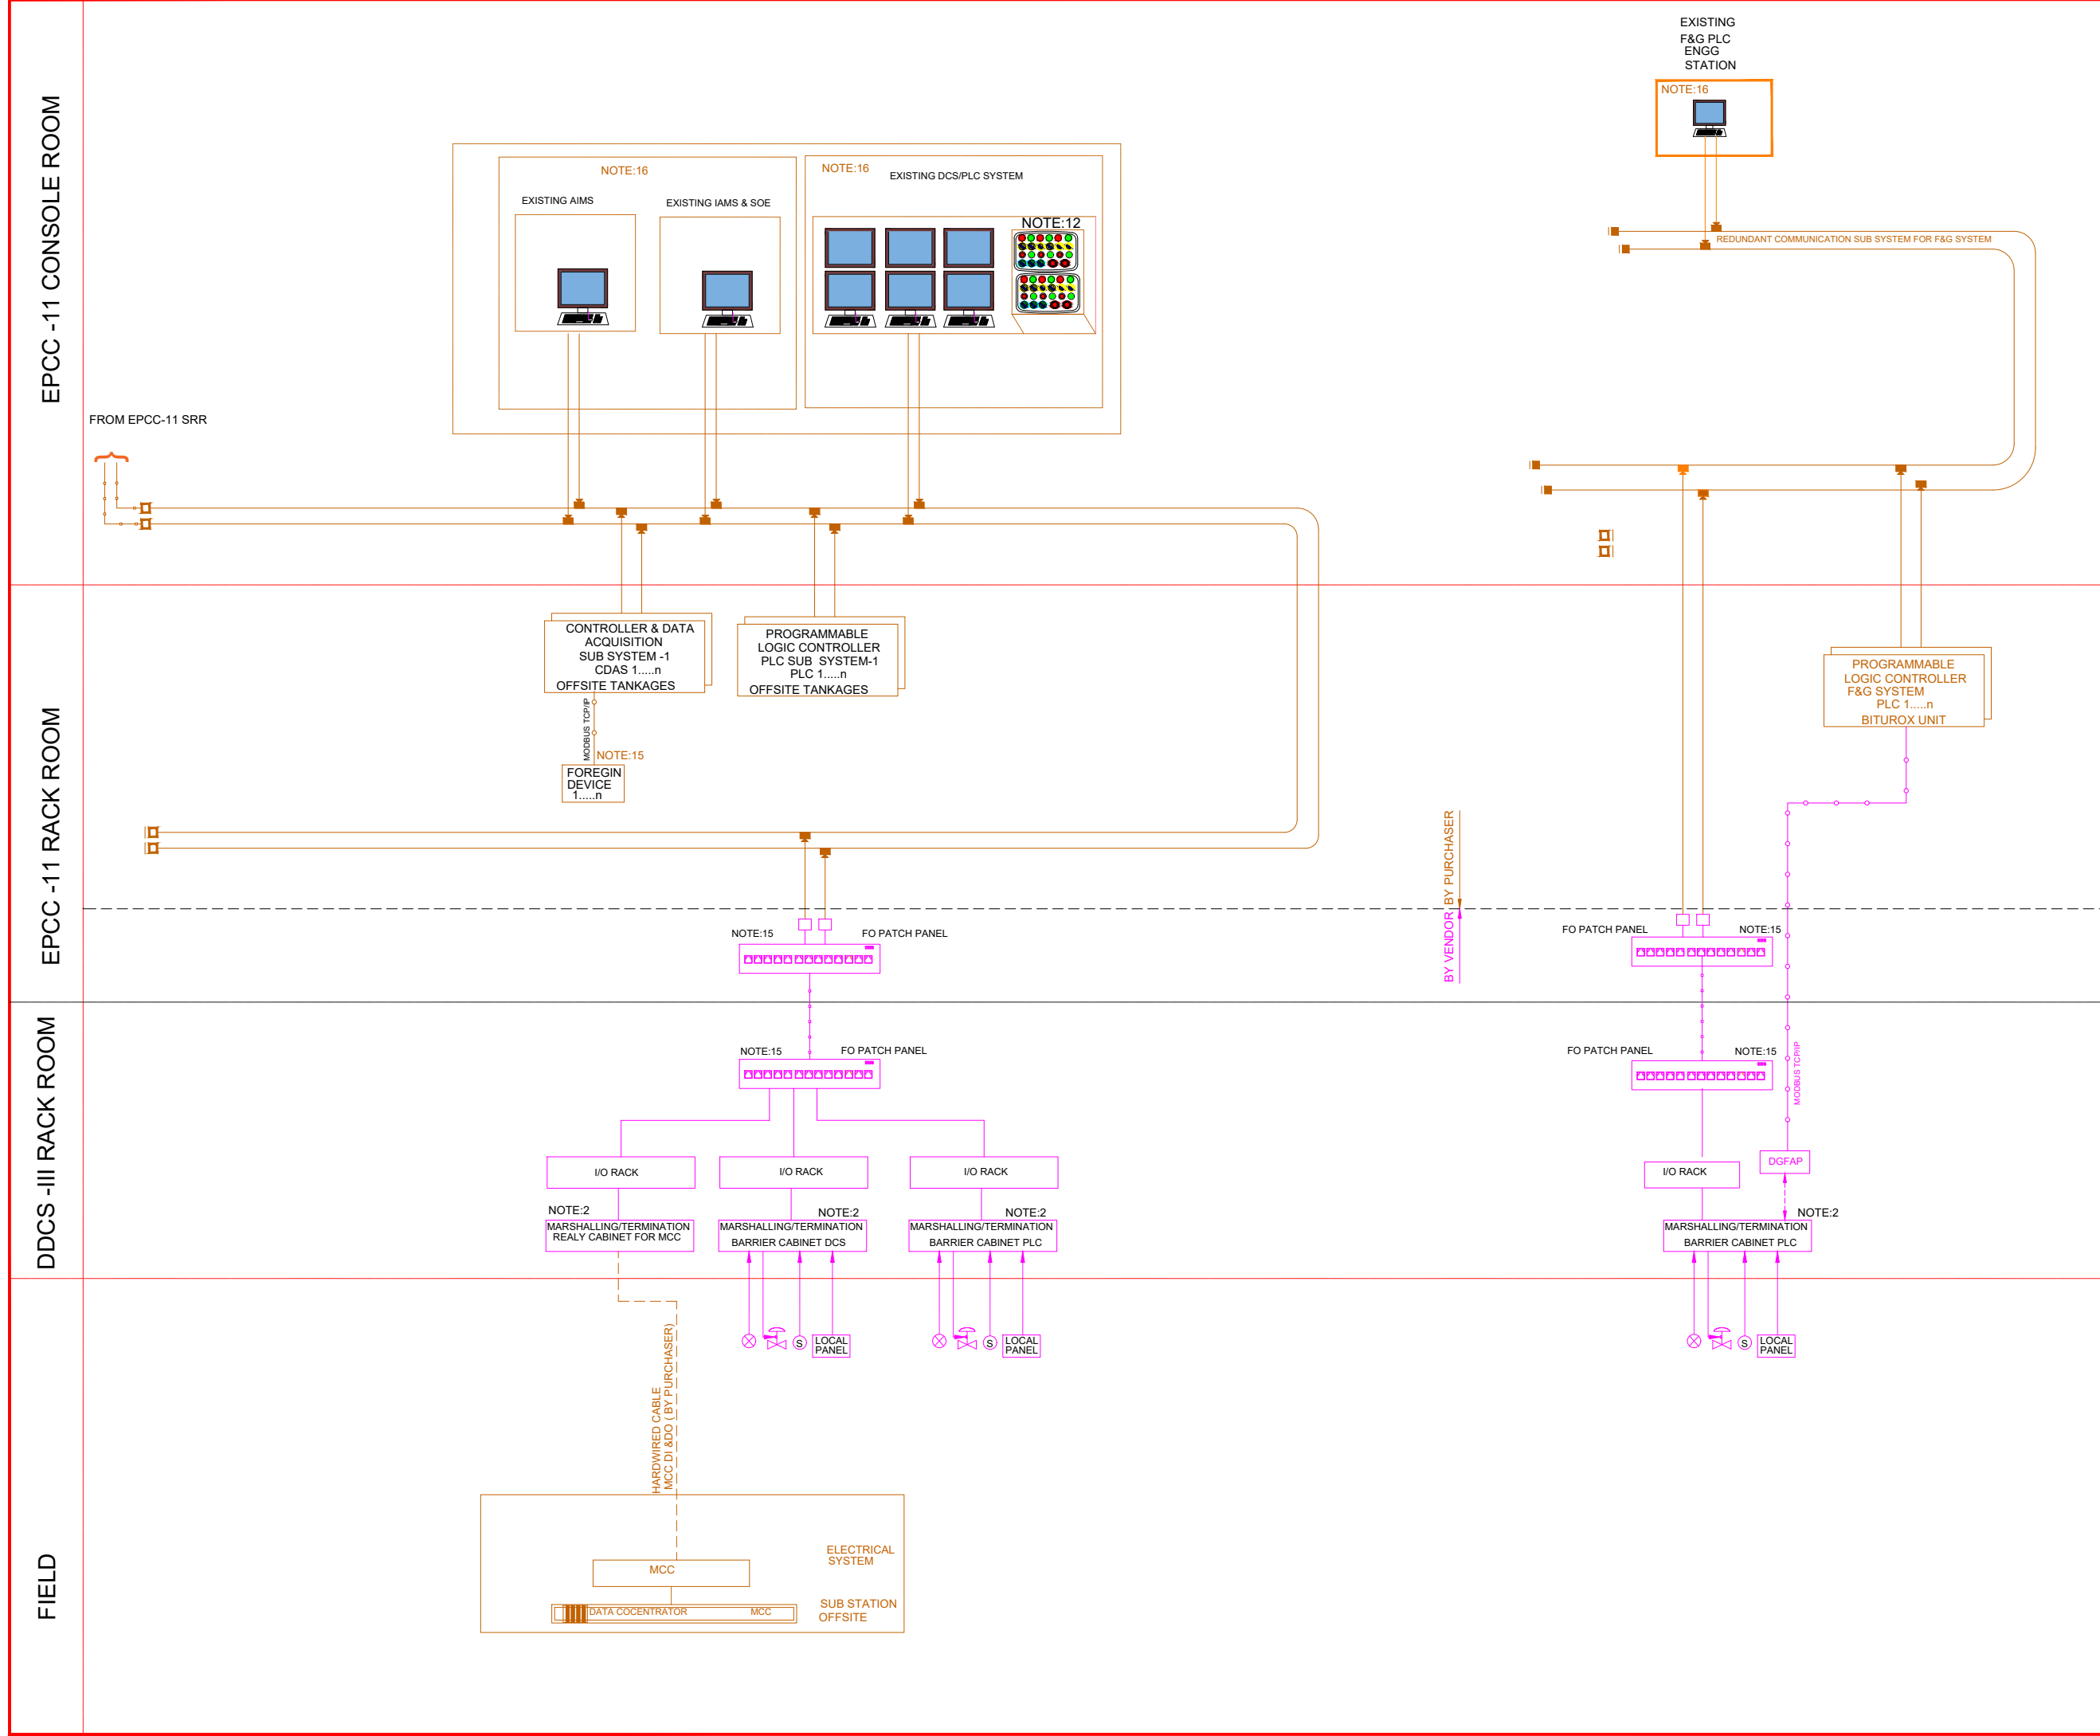 EXISTING
F&G PLC
ENGG
STATION
NOTE:16
EPCC -11 CONSOLE ROOM
NOTE:16
NOTE:16
EXISTING DCS/PLC SYSTEM
EXISTING AIMS
EXISTING IAMS & SOE
NOTE:12
REDUNDANT COMMUNICATION SUB SYSTEM FOR F&G SYSTEM
FROM EPCC-11 SRR
EPCC -11 RACK ROOM
CONTROLLER & DATA
ACQUISITION
SUB SYSTEM -1
CDAS 1.....n
OFFSITE TANKAGES
PROGRAMMABLE
LOGIC CONTROLLER
PLC SUB SYSTEM-1
PLC 1.....n
OFFSITE TANKAGES
PROGRAMMABLE
LOGIC CONTROLLER
F&G SYSTEM
PLC 1.....n
BITUROX UNIT
MODBUS TCP/IP
NOTE:15
FOREGIN
DEVICE
1.....n
BY PURCHASER
BY VENDOR
NOTE:15
FO PATCH PANEL
FO PATCH PANEL
NOTE:15
DDCS -III RACK ROOM
NOTE:15
FO PATCH PANEL
FO PATCH PANEL
NOTE:15
MODBUS TCP/IP
I/O RACK
I/O RACK
I/O RACK
I/O RACK
DGFAP
NOTE:2
MARSHALLING/TERMINATION
REALY CABINET FOR MCC
NOTE:2
MARSHALLING/TERMINATION
BARRIER CABINET DCS
NOTE:2
MARSHALLING/TERMINATION
BARRIER CABINET PLC
NOTE:2
MARSHALLING/TERMINATION
BARRIER CABINET PLC
S
LOCAL
PANEL
S
LOCAL
PANEL
S
LOCAL
PANEL
HARDWIRED CABLE
MCC DI &DO ( BY PURCHASER)
FIELD
ELECTRICAL
SYSTEM
MCC
DATA COCENTRATOR
MCC
SUB STATION
OFFSITE